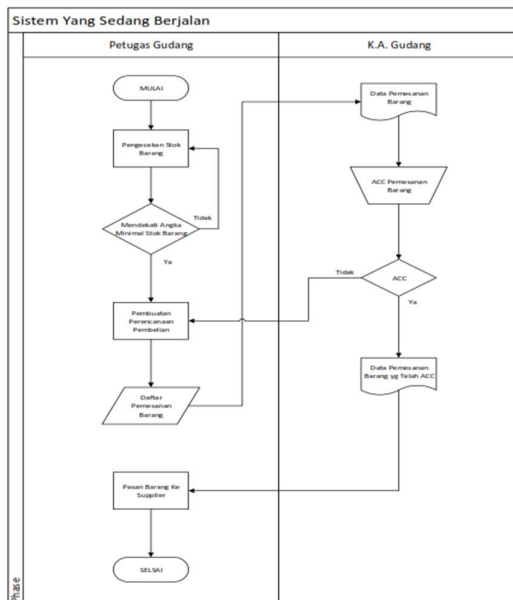 Sistem Yang Sedang Berjalan
Petugas Gudang
K.A. Gudang
MULAI
Pengecekan Stok
Barang
Mendekati Angka
Minimal Stok Barang
Tidak
Ya
Pembuatan
Perencanaan
Pembelian
Daftar
Pemesanan
Barang
Pesan Barang Ke
Supplier
SELSAI
Data Pemesanan
Barang
ACC Pemesanan
Barang
ACC
Tidak
Ya
Data Pemesanan
Barang yg Telah ACC
Phase